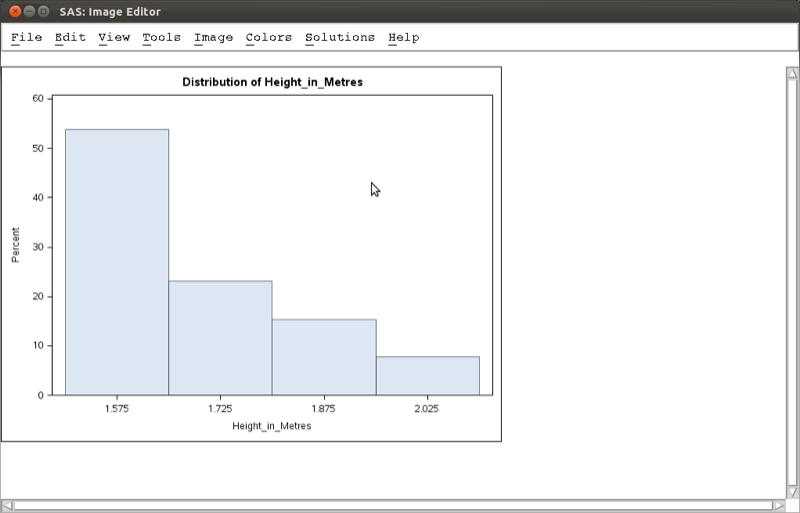 SAS: Image Editor
File Edit View Tools Image Colors Solutions Help
Distribution of Height_in_Metres
60
50
40
30
20
10
0
Percent
1.575 1.725 1.875 2.025
Height_in_Metres